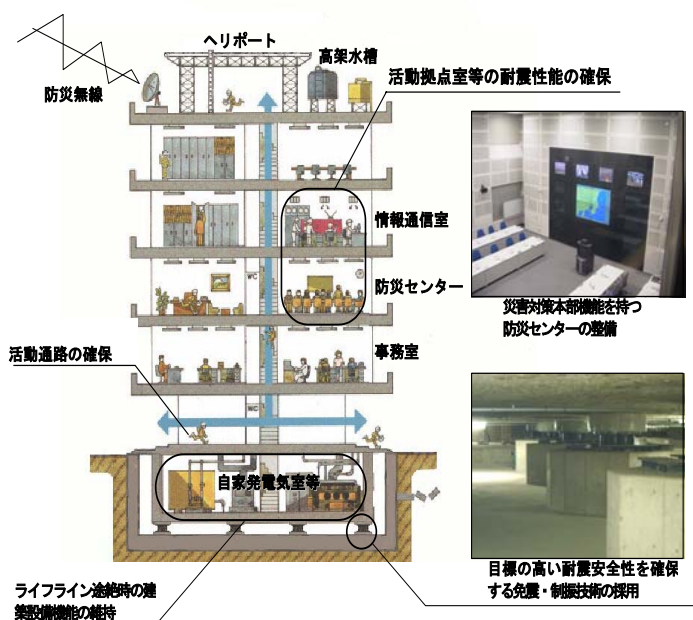 ヘリポート
高架水槽
防災無線
活動拠点室等の耐震性能の確保
情報通信室
防災センター
災害対策本部機能を持つ
防災センターの整備
事務室
活動通路の確保
WC
WC
自家発電気室等
目標の高い耐震安全性を確保
する免震・制振技術の採用
ライフライン途絶時の建
築設備機能の維持